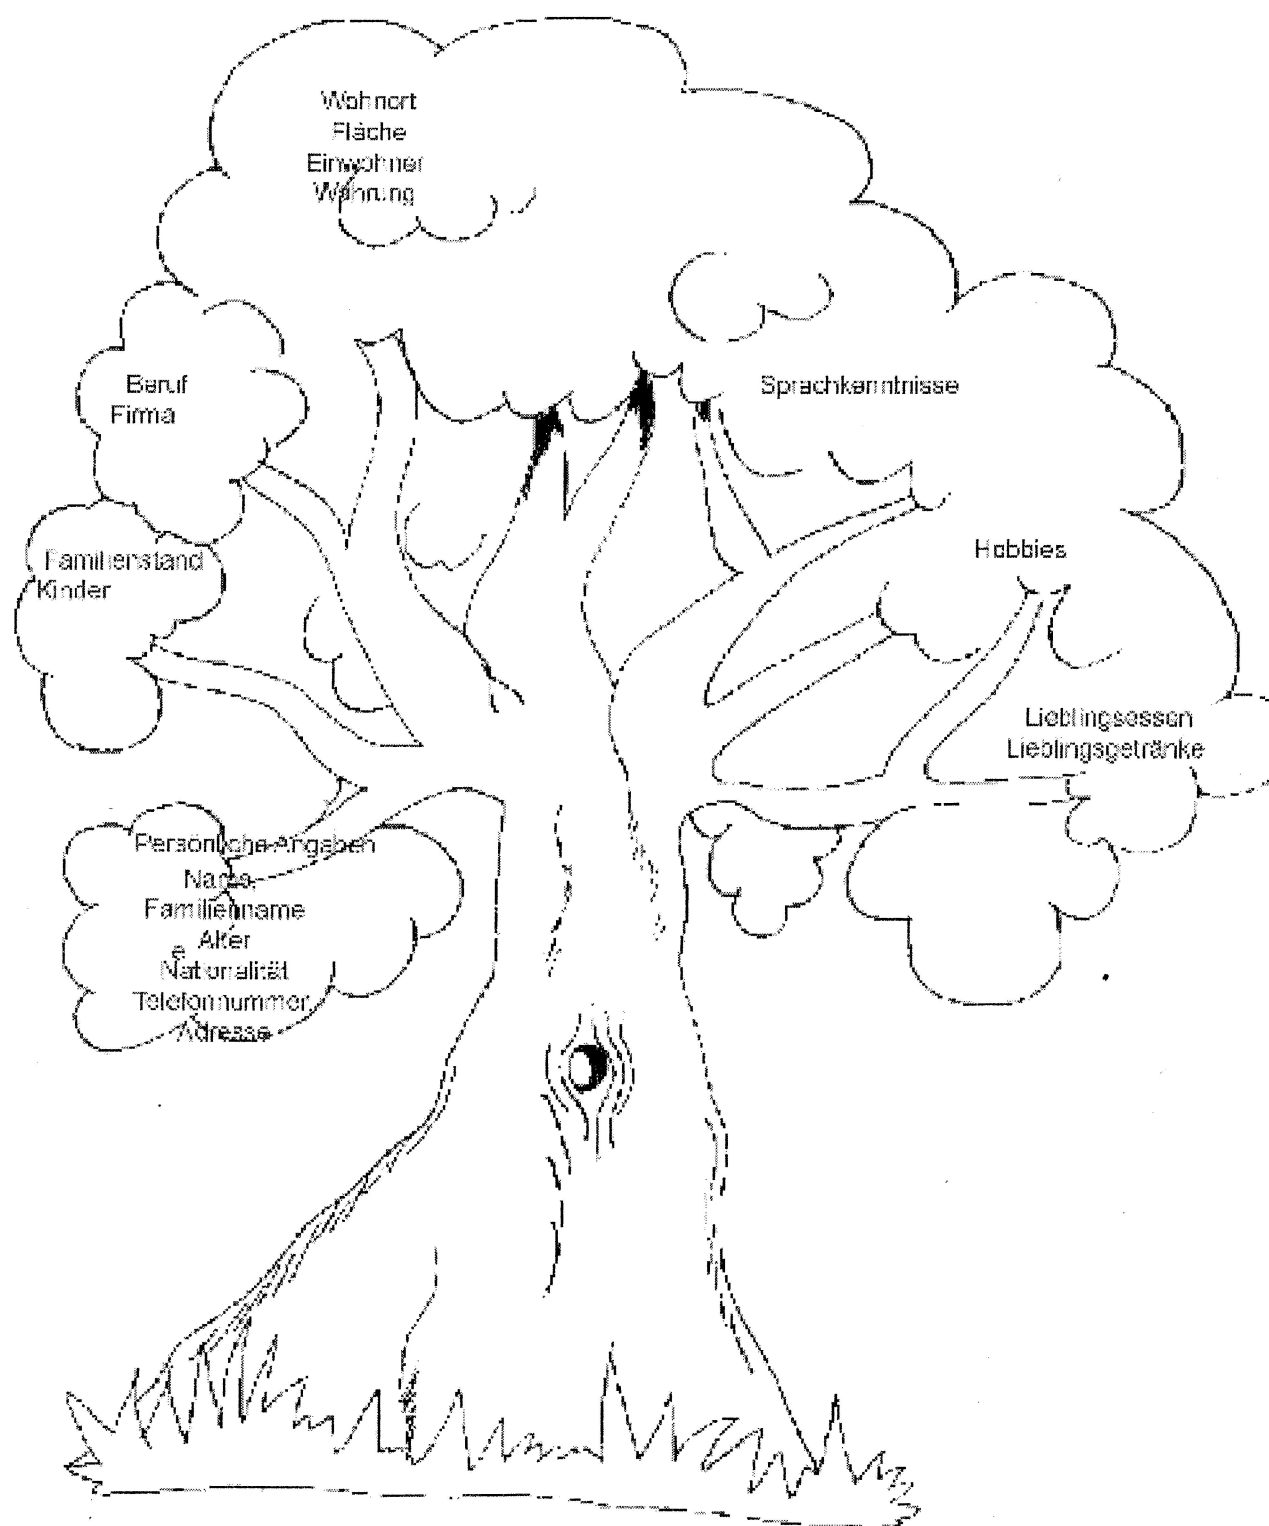 Wohnort
Fläche
Einwohner
Währung
Beruf
Firma
Sprachkenntnisse
Familienstand
Kinder
Hobbies
Lieblingsessen
Lieblingsgetränke
Persönliche Angaben
Name
Familienname
Alter
e
Nationalität
Telefonnummer
Adresse